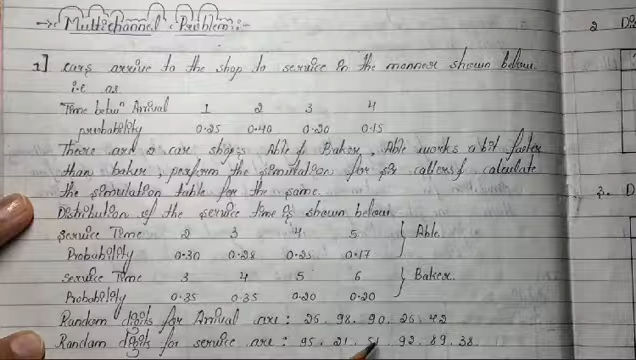 → Multichannel Problem :-
2 Di
1] cars arrive to the shop to service in the manner shown below
i.e as
Time betwn Arrival 1 2 3 4
probability 0.25 0.40 0.20 0.15
There are 2 car shops Able & Baker, Able works a bit faster
than baker, perform the simulation for six callers & calculate
the simulation table for the same.
3. D
Distribution of the service time is shown below
Service Time 2 3 4 5 } Able
Probability 0.30 0.28 0.25 0.17
Service Time 3 4 5 6 } Baker.
Probability 0.35 0.35 0.20 0.20
Random digits for Arrival are : 26. 98. 90. 26. 42
Random digits for service are : 95. 21. 51 92. 89. 38.